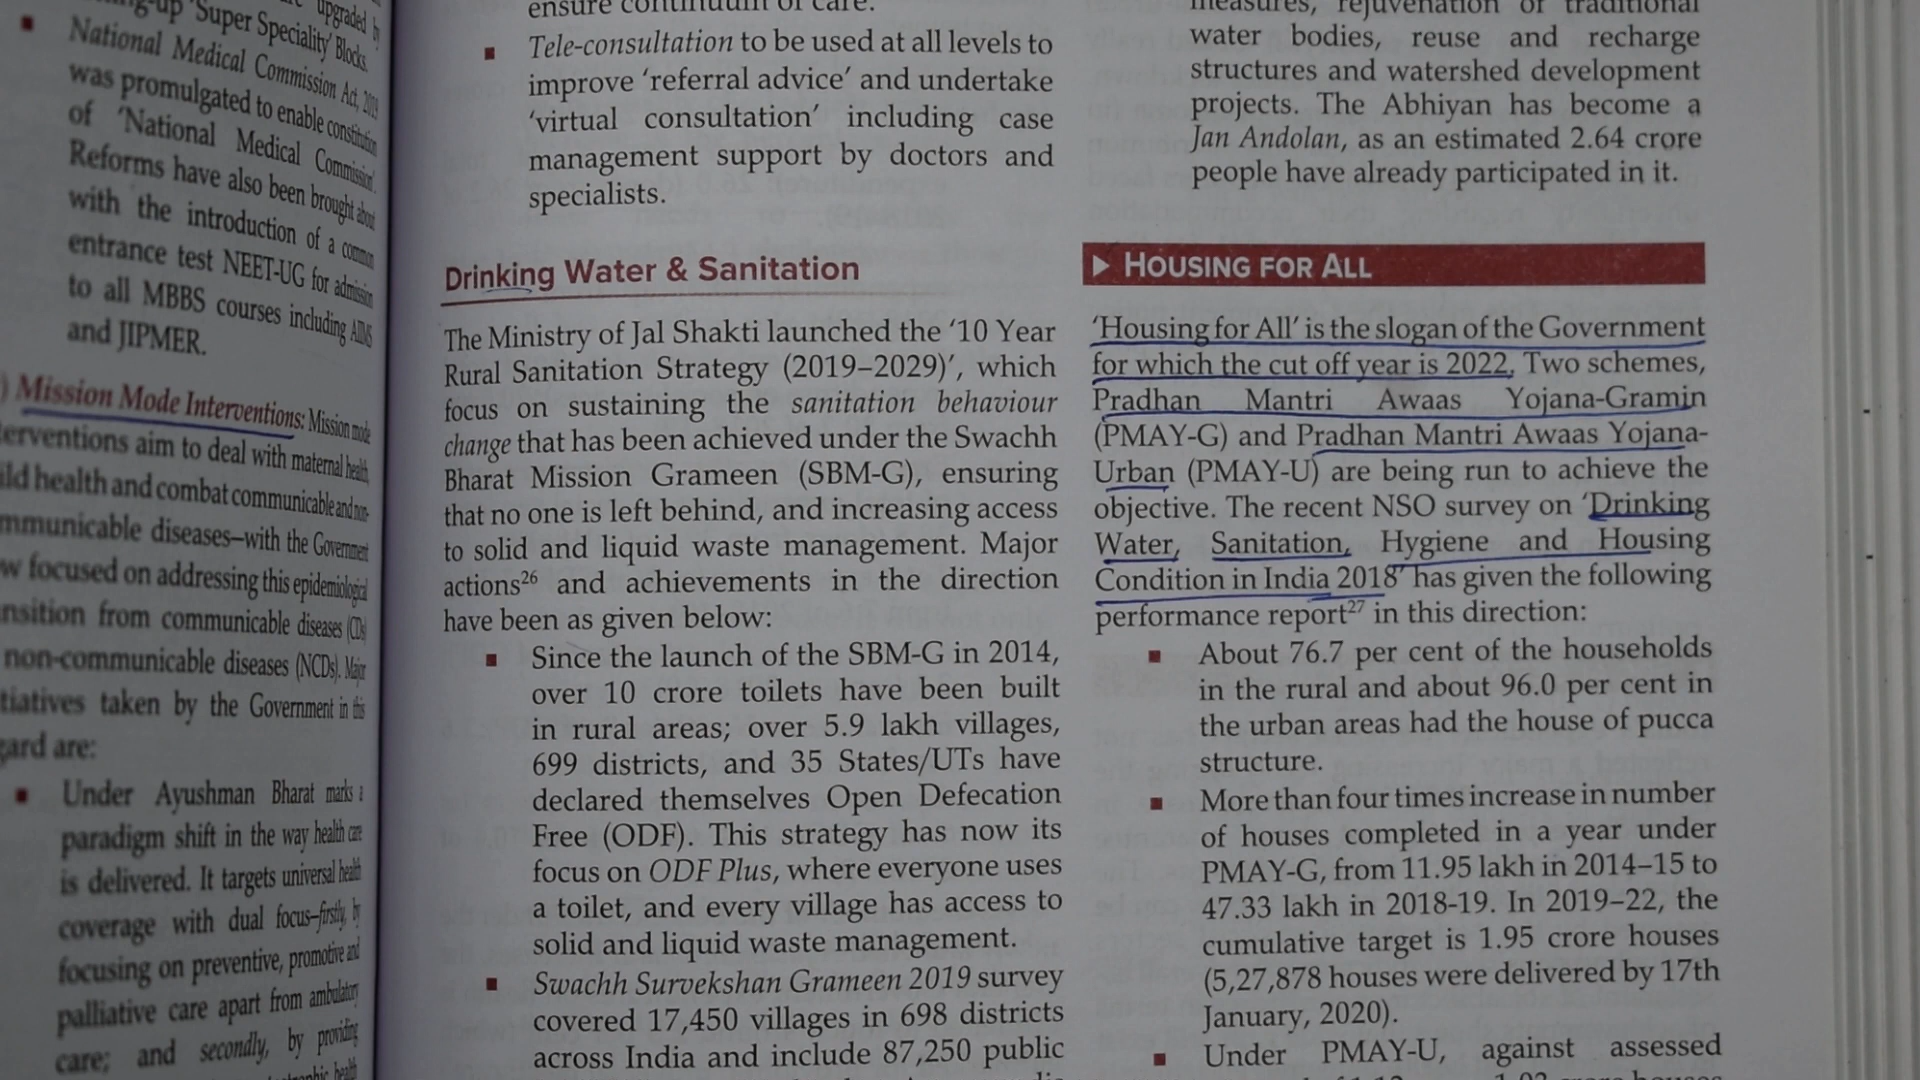 upgraded by
-up 'Super Speciality' Blocks.
National Medical Commission Act, 2019
was promulgated to enable constitution
of 'National Medical Commission'.
Reforms have also been brought about
with the introduction of a common
entrance test NEET-UG for admission
to all MBBS courses including AIIMS
and JIPMER.
) Mission Mode Interventions: Mission mode
erventions aim to deal with maternal health,
ild health and combat communicable and non-
mmunicable diseases—with the Government
w focused on addressing this epidemiological
nsition from communicable diseases (CDs)
non-communicable diseases (NCDs). Major
tiatives taken by the Government in this
gard are:
Under Ayushman Bharat marks a
paradigm shift in the way health care
is delivered. It targets universal health
coverage with dual focus–firstly, by
focusing on preventive, promotive and
palliative care apart from ambulatory
care; and secondly, by providing
health
ensure continuum of care.
Tele-consultation to be used at all levels to
improve 'referral advice' and undertake
'virtual consultation' including case
management support by doctors and
specialists.
Drinking Water & Sanitation
The Ministry of Jal Shakti launched the '10 Year
Rural Sanitation Strategy (2019–2029)', which
focus on sustaining the sanitation behaviour
change that has been achieved under the Swachh
Bharat Mission Grameen (SBM-G), ensuring
that no one is left behind, and increasing access
to solid and liquid waste management. Major
actions26 and achievements in the direction
have been as given below:
Since the launch of the SBM-G in 2014,
over 10 crore toilets have been built
in rural areas; over 5.9 lakh villages,
699 districts, and 35 States/UTs have
declared themselves Open Defecation
Free (ODF). This strategy has now its
focus on ODF Plus, where everyone uses
a toilet, and every village has access to
solid and liquid waste management.
Swachh Survekshan Grameen 2019 survey
covered 17,450 villages in 698 districts
across India and include 87,250 public
measures, rejuvenation of traditional
water bodies, reuse and recharge
structures and watershed development
projects. The Abhiyan has become a
Jan Andolan, as an estimated 2.64 crore
people have already participated in it.
HOUSING FOR ALL
'Housing for All' is the slogan of the Government
for which the cut off year is 2022. Two schemes,
Pradhan Mantri Awaas Yojana-Gramin
(PMAY-G) and Pradhan Mantri Awaas Yojana-
Urban (PMAY-U) are being run to achieve the
objective. The recent NSO survey on 'Drinking
Water, Sanitation, Hygiene and Housing
Condition in India 2018' has given the following
performance report27 in this direction:
About 76.7 per cent of the households
in the rural and about 96.0 per cent in
the urban areas had the house of pucca
structure.
More than four times increase in number
of houses completed in a year under
PMAY-G, from 11.95 lakh in 2014–15 to
47.33 lakh in 2018-19. In 2019–22, the
cumulative target is 1.95 crore houses
(5,27,878 houses were delivered by 17th
January, 2020).
Under PMAY-U, against assessed